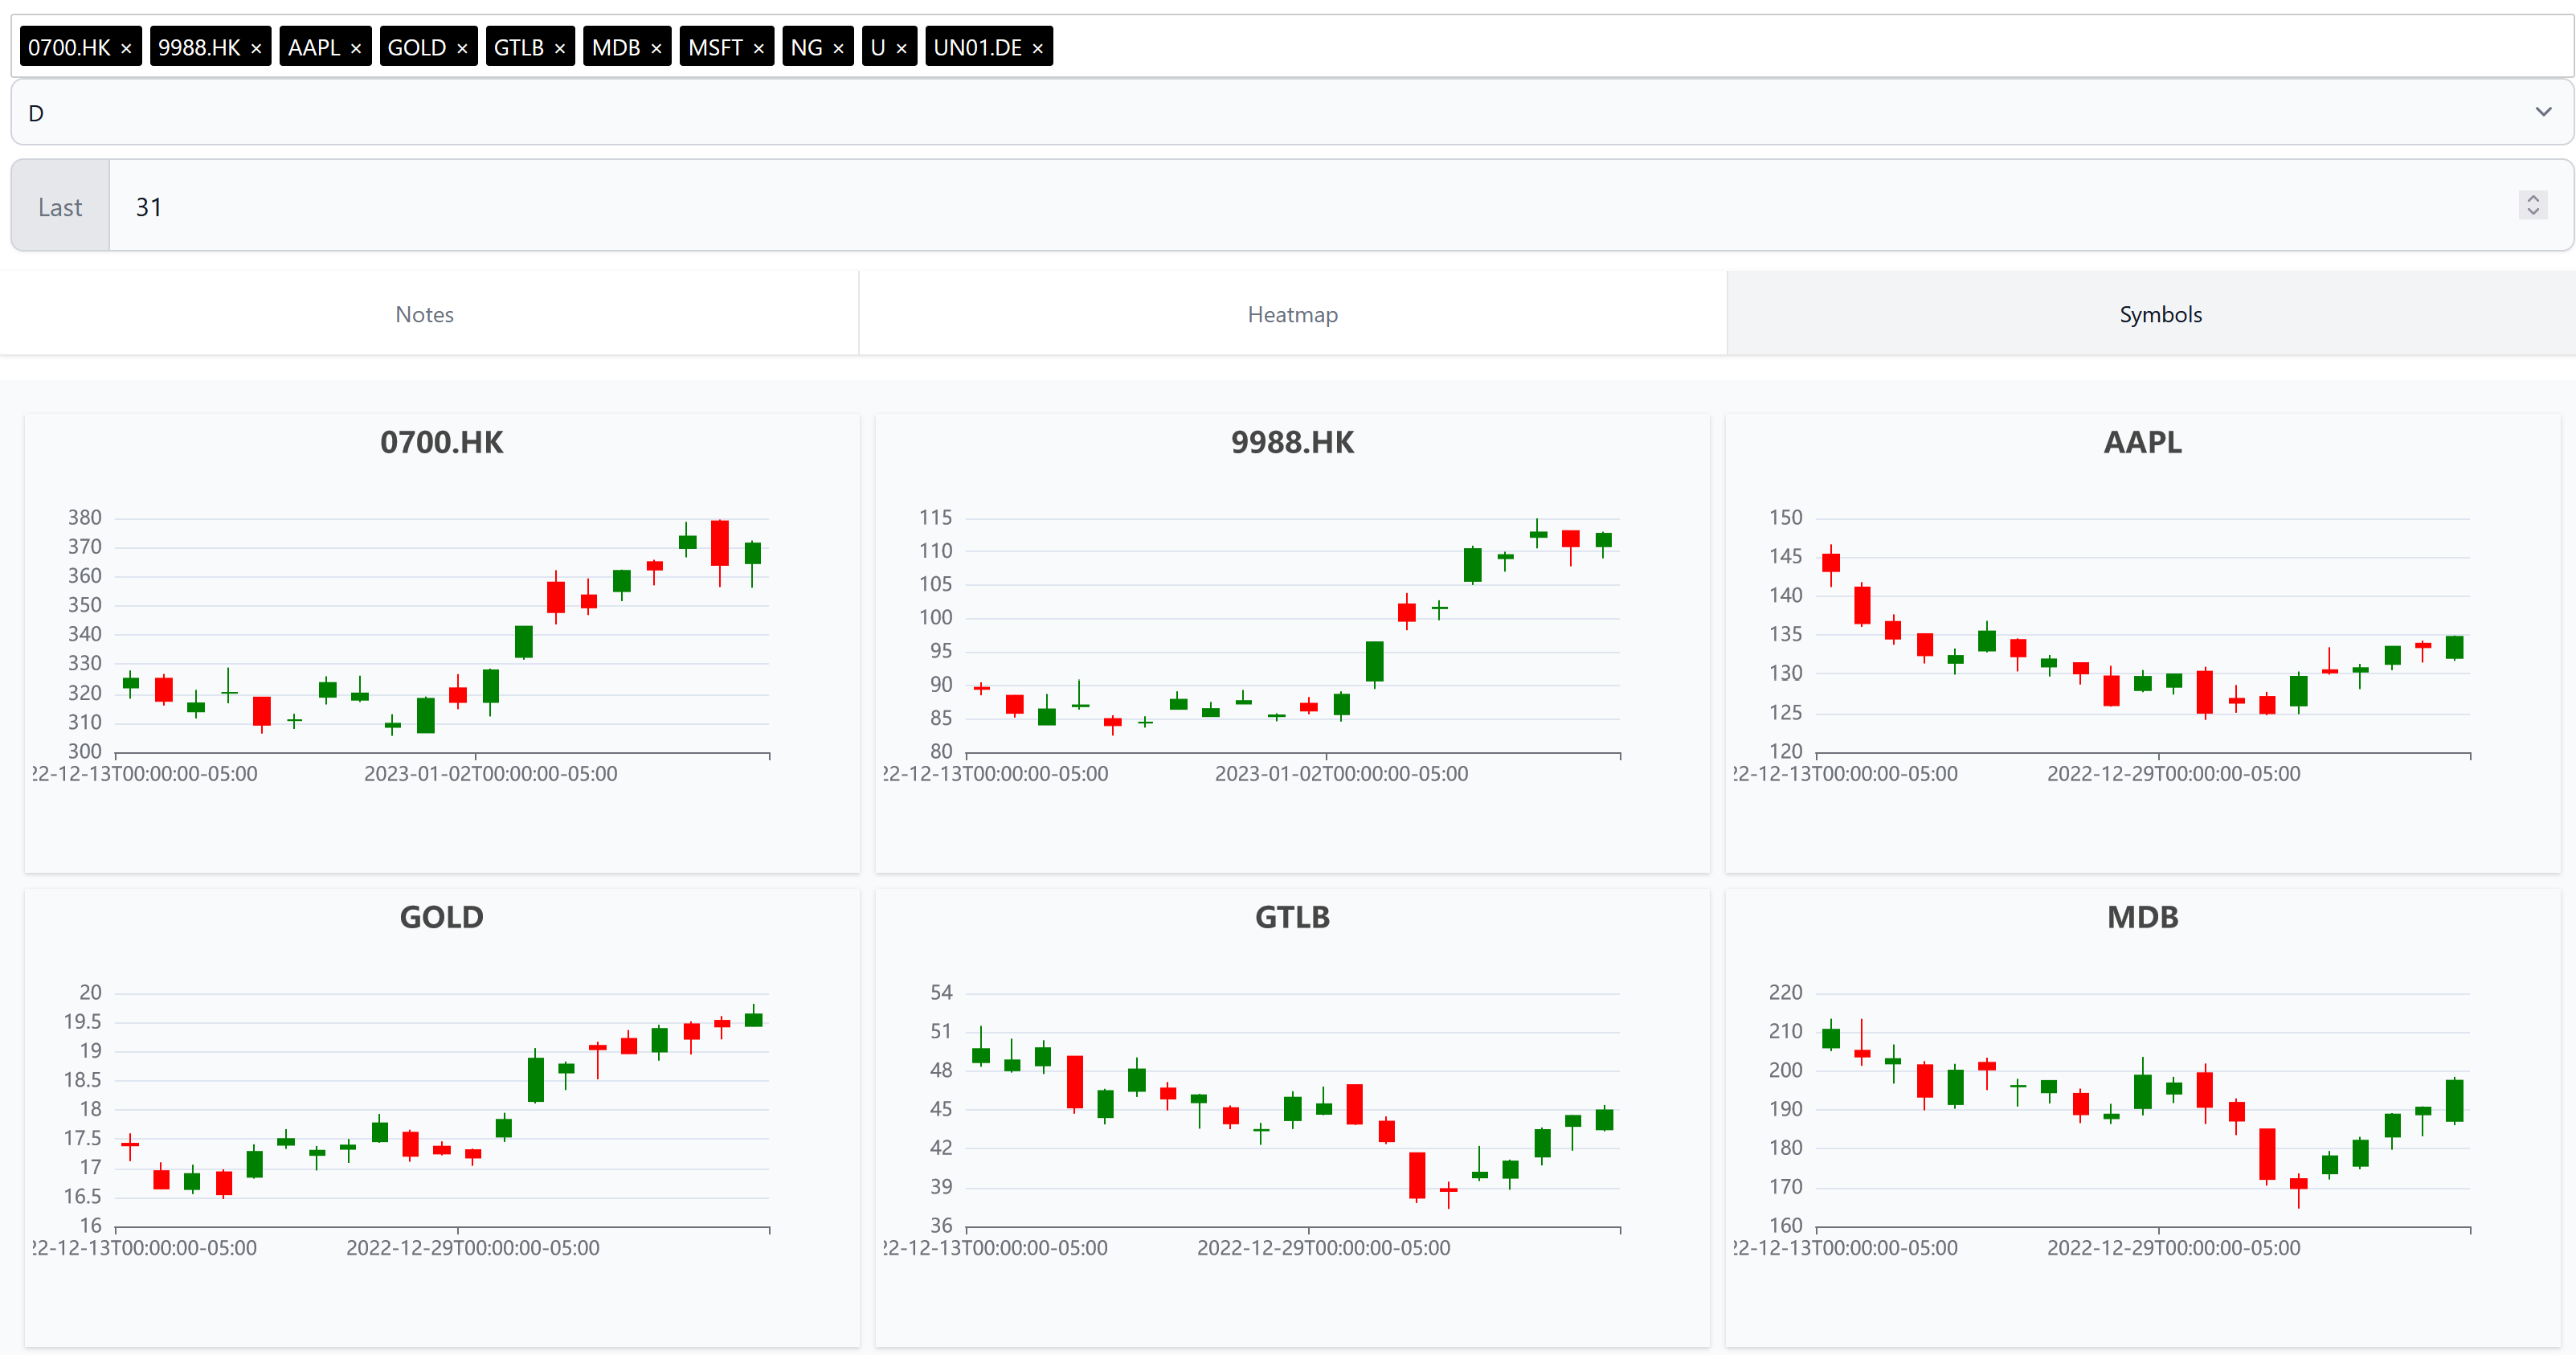 0700.HK × 9988.HK × AAPL × GOLD × GTLB × MDB × MSFT × NG × U × UN01.DE ×
D
Last 31
Notes Heatmap Symbols
0700.HK
380
370
360
350
340
330
320
310
300
22-12-13T00:00:00-05:00 2023-01-02T00:00:00-05:00
9988.HK
115
110
105
100
95
90
85
80
22-12-13T00:00:00-05:00 2023-01-02T00:00:00-05:00
AAPL
150
145
140
135
130
125
120
22-12-13T00:00:00-05:00 2022-12-29T00:00:00-05:00
GOLD
20
19.5
19
18.5
18
17.5
17
16.5
16
22-12-13T00:00:00-05:00 2022-12-29T00:00:00-05:00
GTLB
54
51
48
45
42
39
36
22-12-13T00:00:00-05:00 2022-12-29T00:00:00-05:00
MDB
220
210
200
190
180
170
160
22-12-13T00:00:00-05:00 2022-12-29T00:00:00-05:00